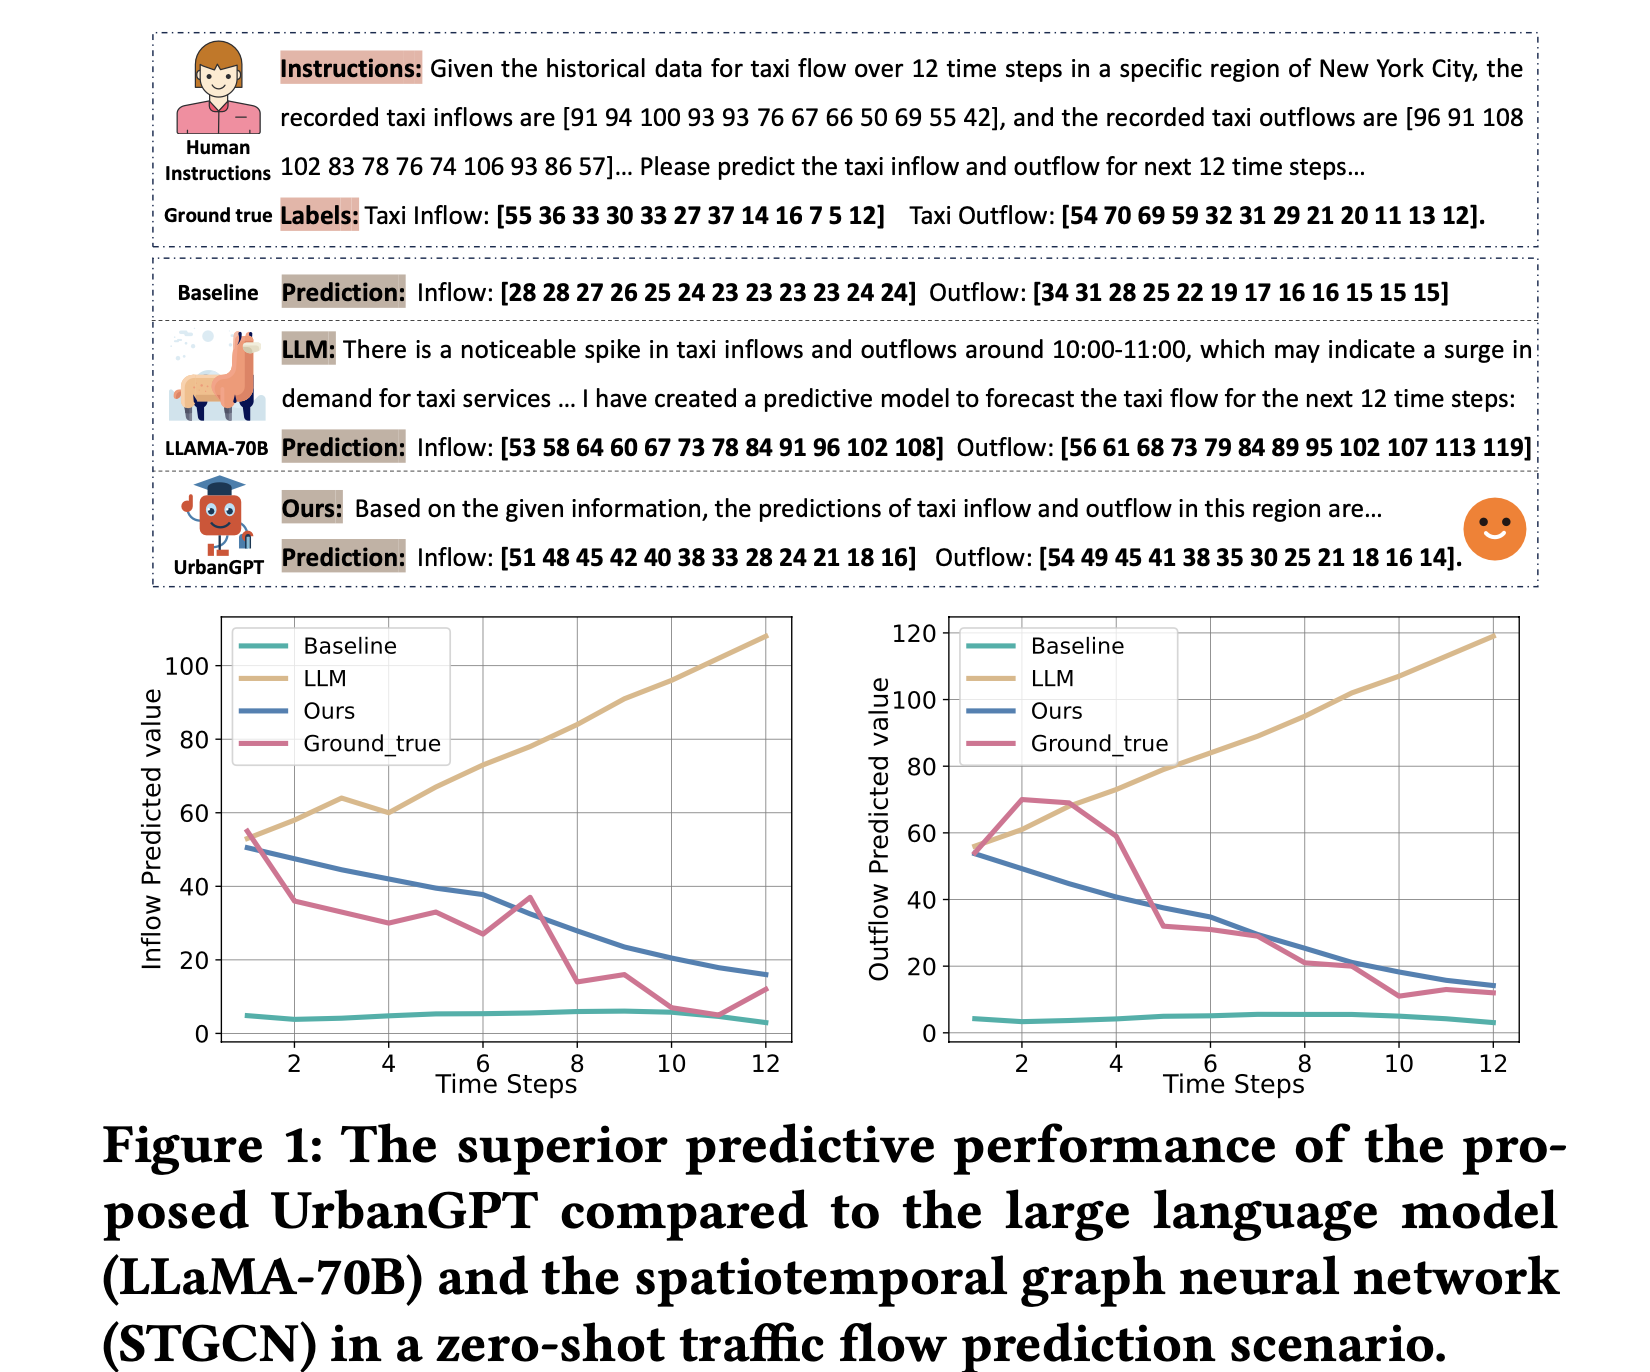 Instructions: Given the historical data for taxi flow over 12 time steps in a specific region of New York City, the
recorded taxi inflows are [91 94 100 93 93 76 67 66 50 69 55 42], and the recorded taxi outflows are [96 91 108
Human
Instructions
102 83 78 76 74 106 93 86 57]... Please predict the taxi inflow and outflow for next 12 time steps...
Ground true Labels: Taxi Inflow: [55 36 33 30 33 27 37 14 16 7 5 12] Taxi Outflow: [54 70 69 59 32 31 29 21 20 11 13 12].
Baseline Prediction: Inflow: [28 28 27 26 25 24 23 23 23 23 24 24] Outflow: [34 31 28 25 22 19 17 16 16 15 15 15]
LLM: There is a noticeable spike in taxi inflows and outflows around 10:00-11:00, which may indicate a surge in
demand for taxi services ... I have created a predictive model to forecast the taxi flow for the next 12 time steps:
LLAMA-70B Prediction: Inflow: [53 58 64 60 67 73 78 84 91 96 102 108] Outflow: [56 61 68 73 79 84 89 95 102 107 113 119]
Ours: Based on the given information, the predictions of taxi inflow and outflow in this region are...
UrbanGPT Prediction: Inflow: [51 48 45 42 40 38 33 28 24 21 18 16] Outflow: [54 49 45 41 38 35 30 25 21 18 16 14].
Inflow Predicted value
100
80
60
40
20
0
Baseline
LLM
Ours
Ground_true
2 4 6 8 10 12
Time Steps
Outflow Predicted value
120
100
80
60
40
20
0
Baseline
LLM
Ours
Ground_true
2 4 6 8 10 12
Time Steps
Figure 1: The superior predictive performance of the pro-
posed UrbanGPT compared to the large language model
(LLaMA-70B) and the spatiotemporal graph neural network
(STGCN) in a zero-shot traffic flow prediction scenario.